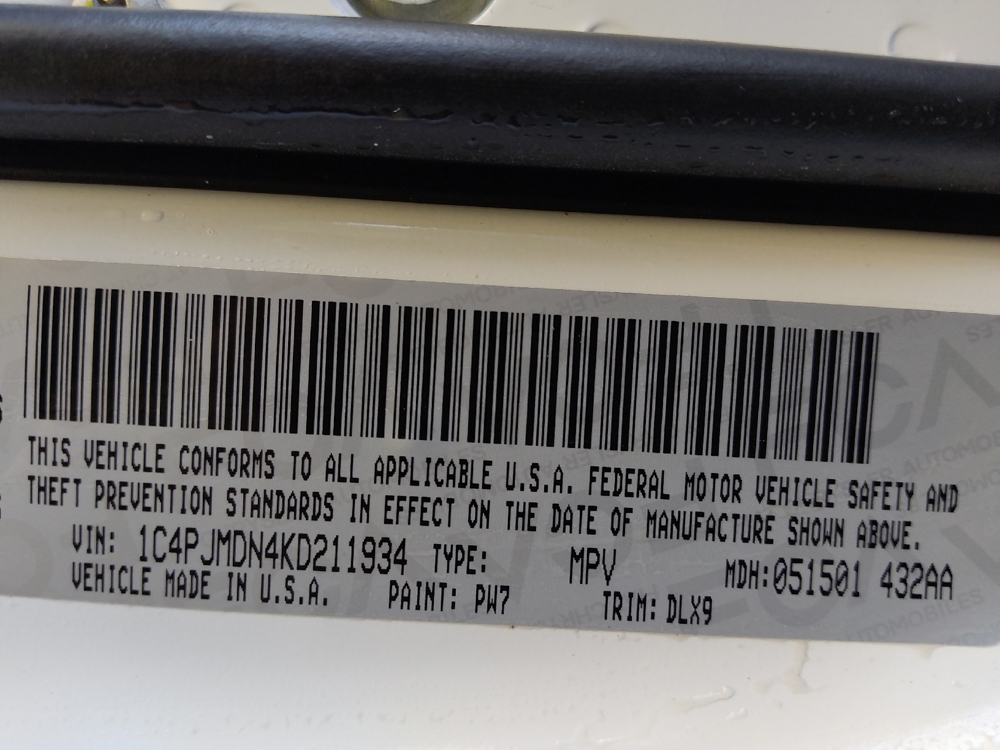 THIS VEHICLE CONFORMS TO ALL APPLICABLE U.S.A. FEDERAL MOTOR VEHICLE SAFETY AND
THEFT PREVENTION STANDARDS IN EFFECT ON THE DATE OF MANUFACTURE SHOWN ABOVE.
VIN: 1C4PJMDN4KD211934 TYPE: MPV MDH:051501 432AA
VEHICLE MADE IN U.S.A. PAINT: PW7 TRIM: DLX9